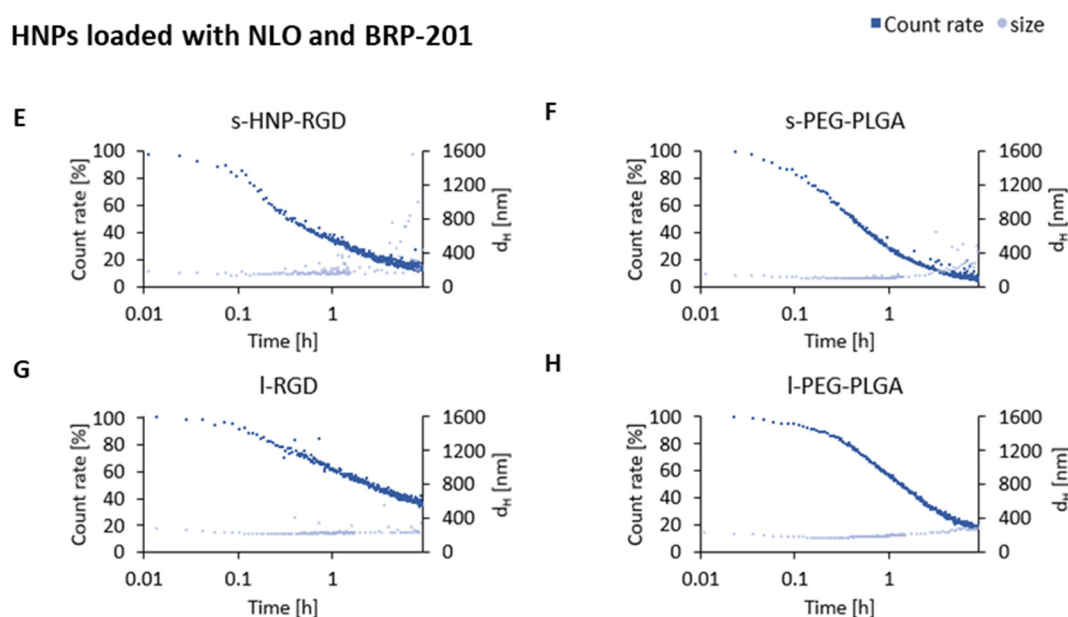 HNPs loaded with NLO and BRP-201
Count rate size
E
s-HNP-RGD
Count rate [%]
100
80
60
40
20
0
1600
1200
800
400
0
d_H [nm]
0.01 0.1 1
Time [h]
F
s-PEG-PLGA
Count rate [%]
100
80
60
40
20
0
1600
1200
800
400
0
d_H [nm]
0.01 0.1 1
Time [h]
G
l-RGD
Count rate [%]
100
80
60
40
20
0
1600
1200
800
400
0
d_H [nm]
0.01 0.1 1
Time [h]
H
l-PEG-PLGA
Count rate [%]
100
80
60
40
20
0
1600
1200
800
400
0
d_H [nm]
0.01 0.1 1
Time [h]